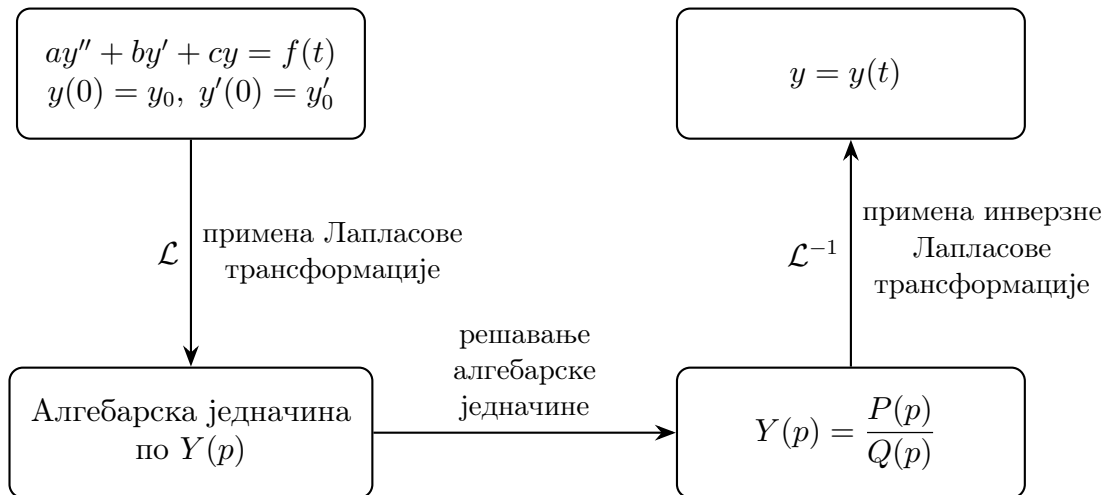 ay″ + by′ + cy = f(t)
y(0) = y₀, y′(0) = y₀′
y = y(t)
ℒ
примена Лапласове
трансформације
ℒ⁻¹
примена инверзне
Лапласове
трансформације
решавање
алгебарске
једначине
Алгебарска једначина
по Y(p)
Y(p) = P(p)/Q(p)